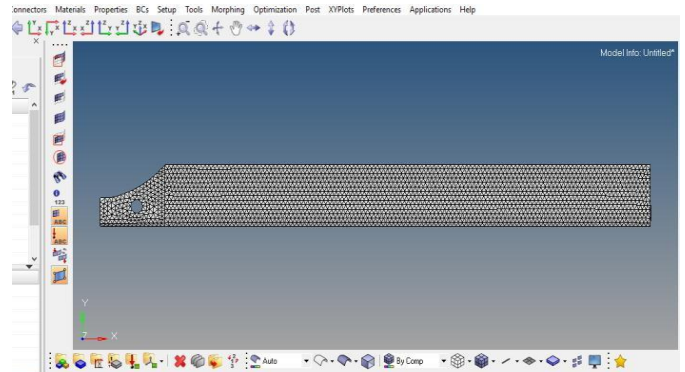 onnectors Materials Properties BCs Setup Tools Morphing Optimization Post XYPlots Preferences Applications Help
Model Info: Untitled*
123
ABC
ABC
Y
Z X
Auto By Comp